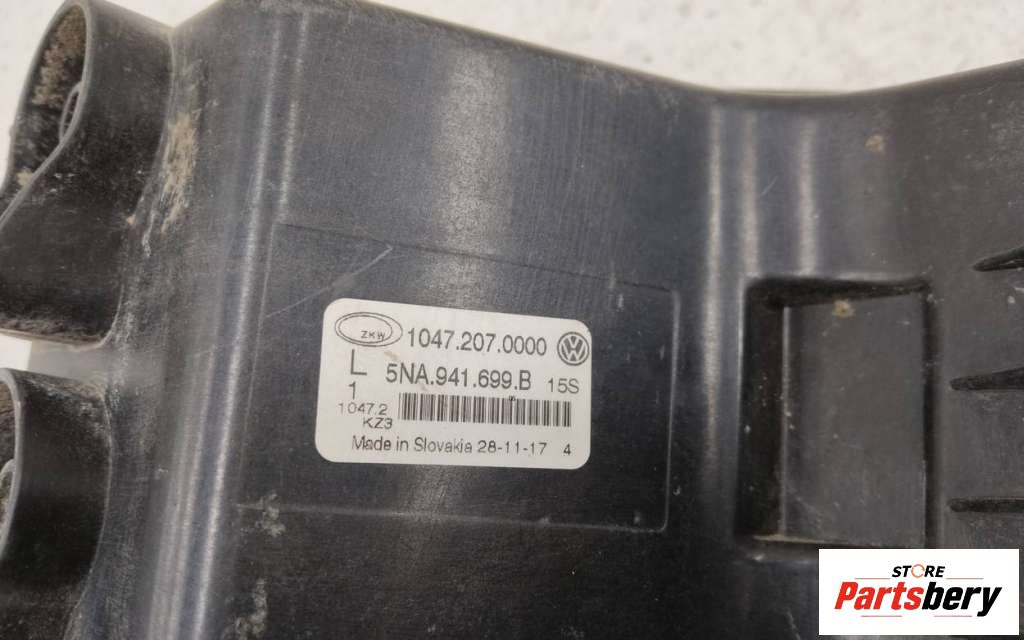 ZKW 1047.207.0000
L 5NA.941.699.B 15S
1
1047.2
KZ3
Made in Slovakia 28-11-17 4
STORE
Partsbery